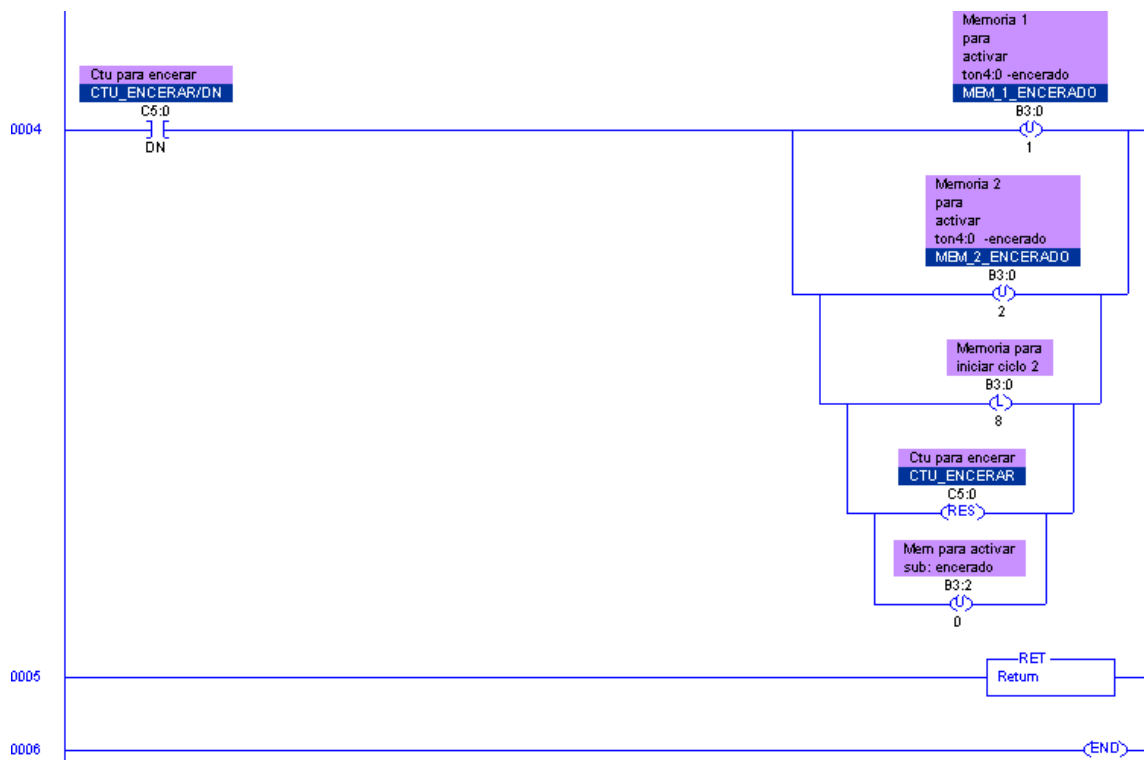 Memoria 1
para
activar
ton4:0 -encerado
MEM_1_ENCERADO
B3:0
U
1
Ctu para encerar
CTU_ENCERAR/DN
C5:0
DN
0004
Memoria 2
para
activar
ton4:0 -encerado
MEM_2_ENCERADO
B3:0
U
2
Memoria para
iniciar ciclo 2
B3:0
L
8
Ctu para encerar
CTU_ENCERAR
C5:0
RES
Mem para activar
sub: encerado
B3:2
U
0
0005
RET
Return
0006
END